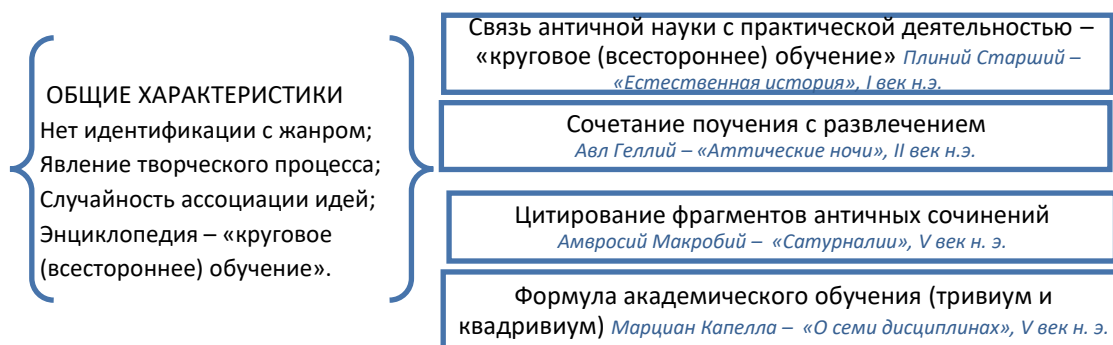 ОБЩИЕ ХАРАКТЕРИСТИКИ
Нет идентификации с жанром;
Явление творческого процесса;
Случайность ассоциации идей;
Энциклопедия – «круговое
(всестороннее) обучение».
Связь античной науки с практической деятельностью –
«круговое (всестороннее) обучение» Плиний Старший –
«Естественная история», I век н.э.
Сочетание поучения с развлечением
Авл Геллий – «Аттические ночи», II век н.э.
Цитирование фрагментов античных сочинений
Амвросий Макробий – «Сатурналии», V век н. э.
Формула академического обучения (тривиум и
квадривиум) Марциан Капелла – «О семи дисциплинах», V век н. э.